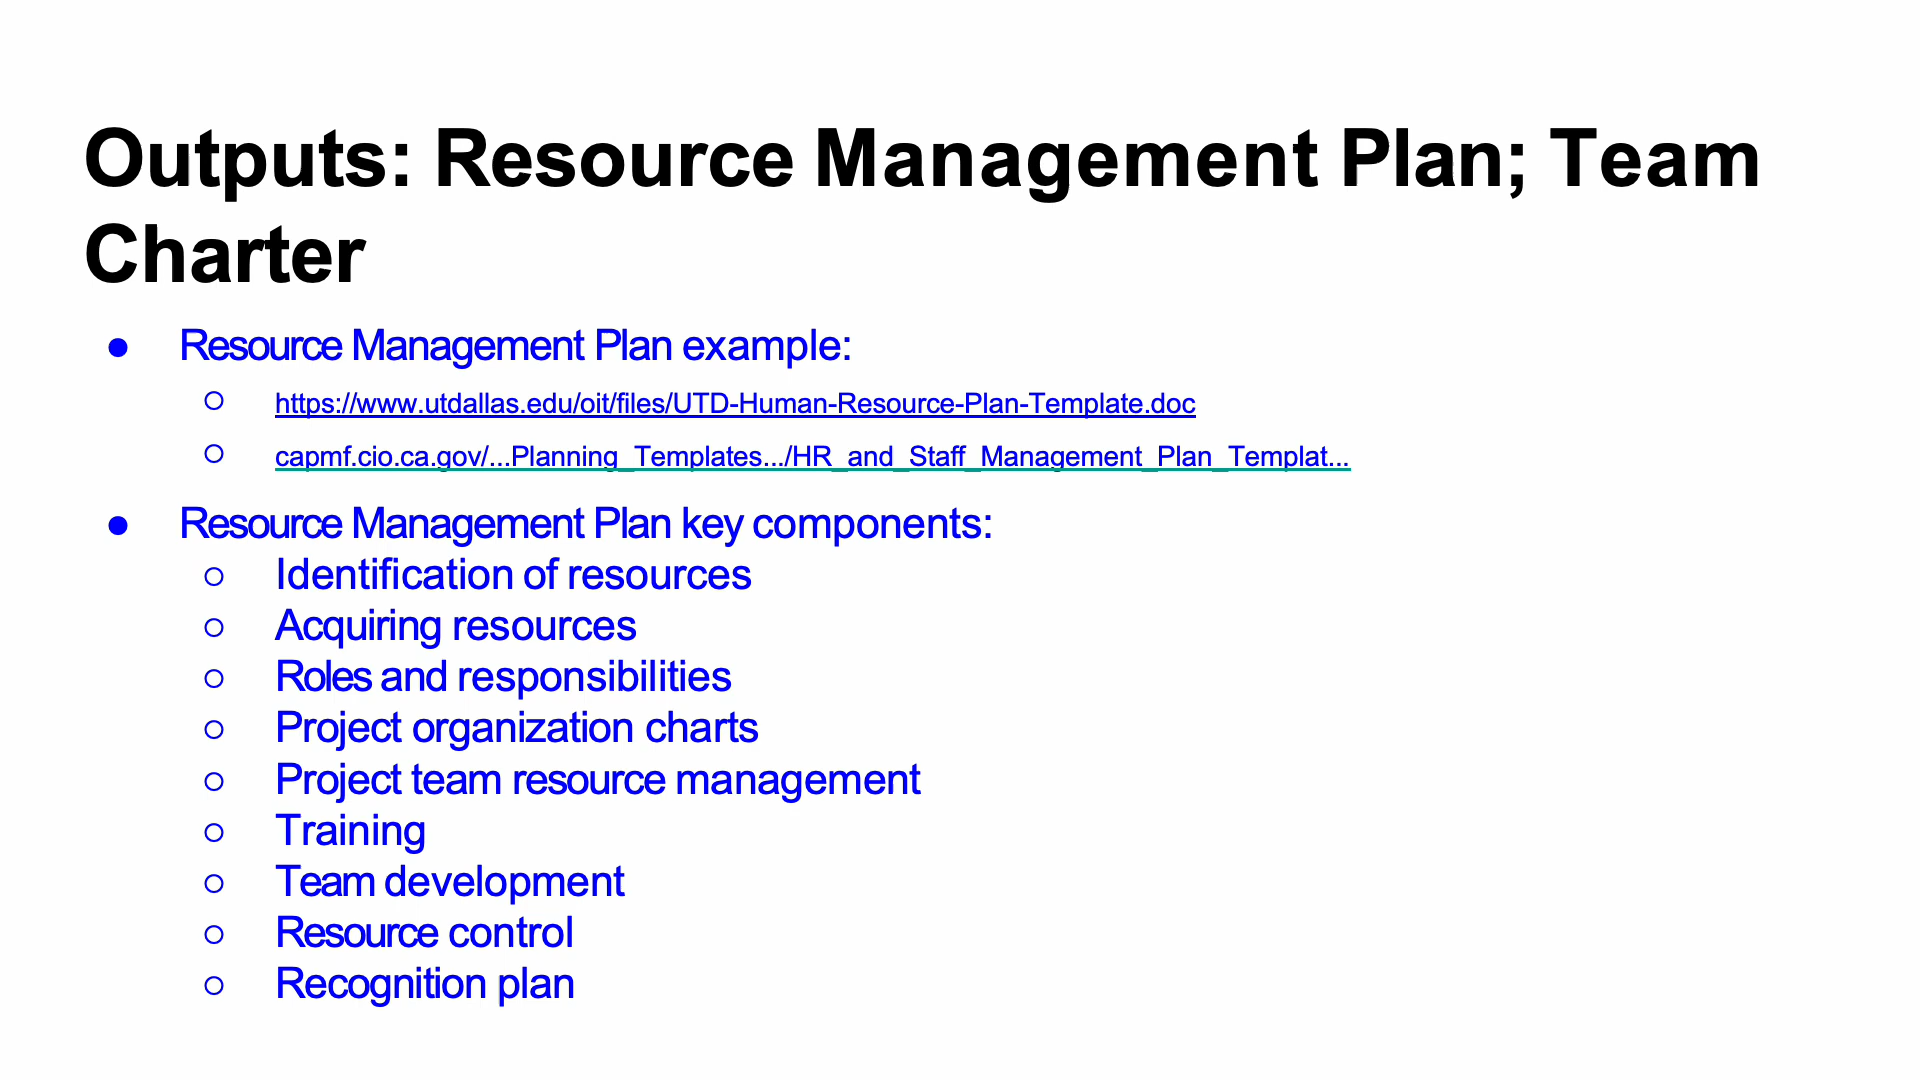 Outputs: Resource Management Plan; Team
Charter
● Resource Management Plan example:
○ https://www.utdallas.edu/oit/files/UTD-Human-Resource-Plan-Template.doc
○ capmf.cio.ca.gov/...Planning_Templates.../HR_and_Staff_Management_Plan_Templat...
● Resource Management Plan key components:
○ Identification of resources
○ Acquiring resources
○ Roles and responsibilities
○ Project organization charts
○ Project team resource management
○ Training
○ Team development
○ Resource control
○ Recognition plan